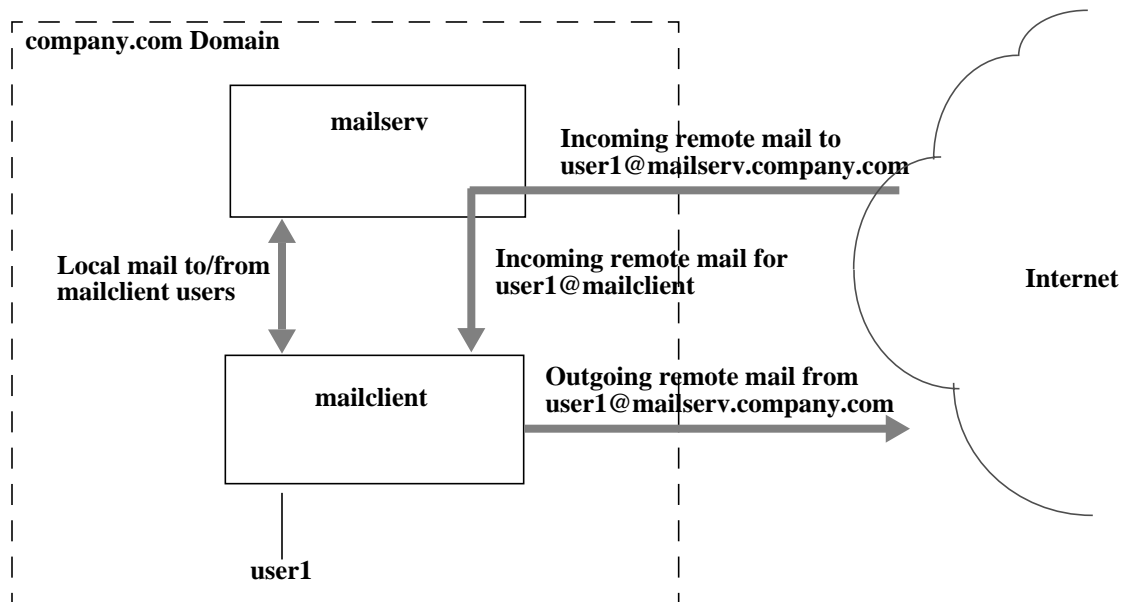 company.com Domain
mailserv
Incoming remote mail to
user1@mailserv.company.com
Local mail to/from
mailclient users
Incoming remote mail for
user1@mailclient
Internet
mailclient
Outgoing remote mail from
user1@mailserv.company.com
user1